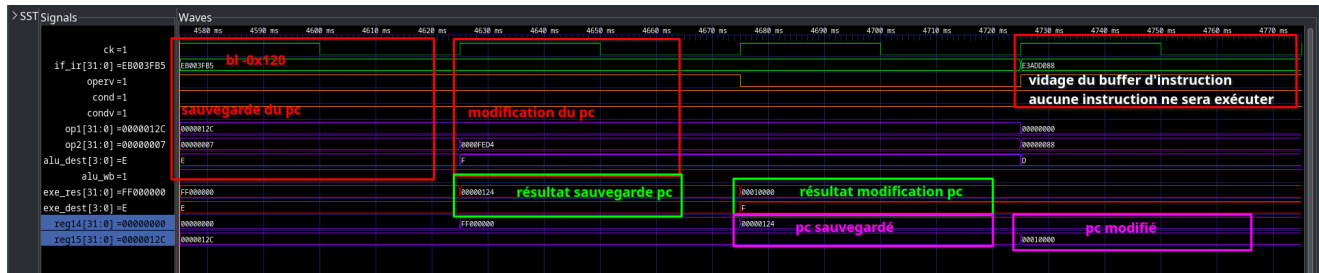 SST Signals Waves
4580 ms 4590 ms 4600 ms 4610 ms 4620 ms 4630 ms 4640 ms 4650 ms 4660 ms 4670 ms 4680 ms 4690 ms 4700 ms 4710 ms 4720 ms 4730 ms 4740 ms 4750 ms 4760 ms 4770 ms
ck =1
if_ir[31:0] =EB003FB5 EB003FB5 bl -0x120 E3ADD088
operv =1 vidage du buffer d'instruction
cond =1 aucune instruction ne sera exécuter
condv =1 sauvegarde du pc modification du pc
op1[31:0] =0000012C 0000012C 00000000
op2[31:0] =00000007 00000007 0000FED4 00000088
alu_dest[3:0] =E E F D
alu_wb =1
exe_res[31:0] =FF000000 FF000000 00000124 résultat sauvegarde pc 00010000 résultat modification pc
exe_dest[3:0] =E E F
reg14[31:0] =00000000 00000000 FF000000 00000124 pc sauvegardé pc modifié
reg15[31:0] =0000012C 0000012C 00010000